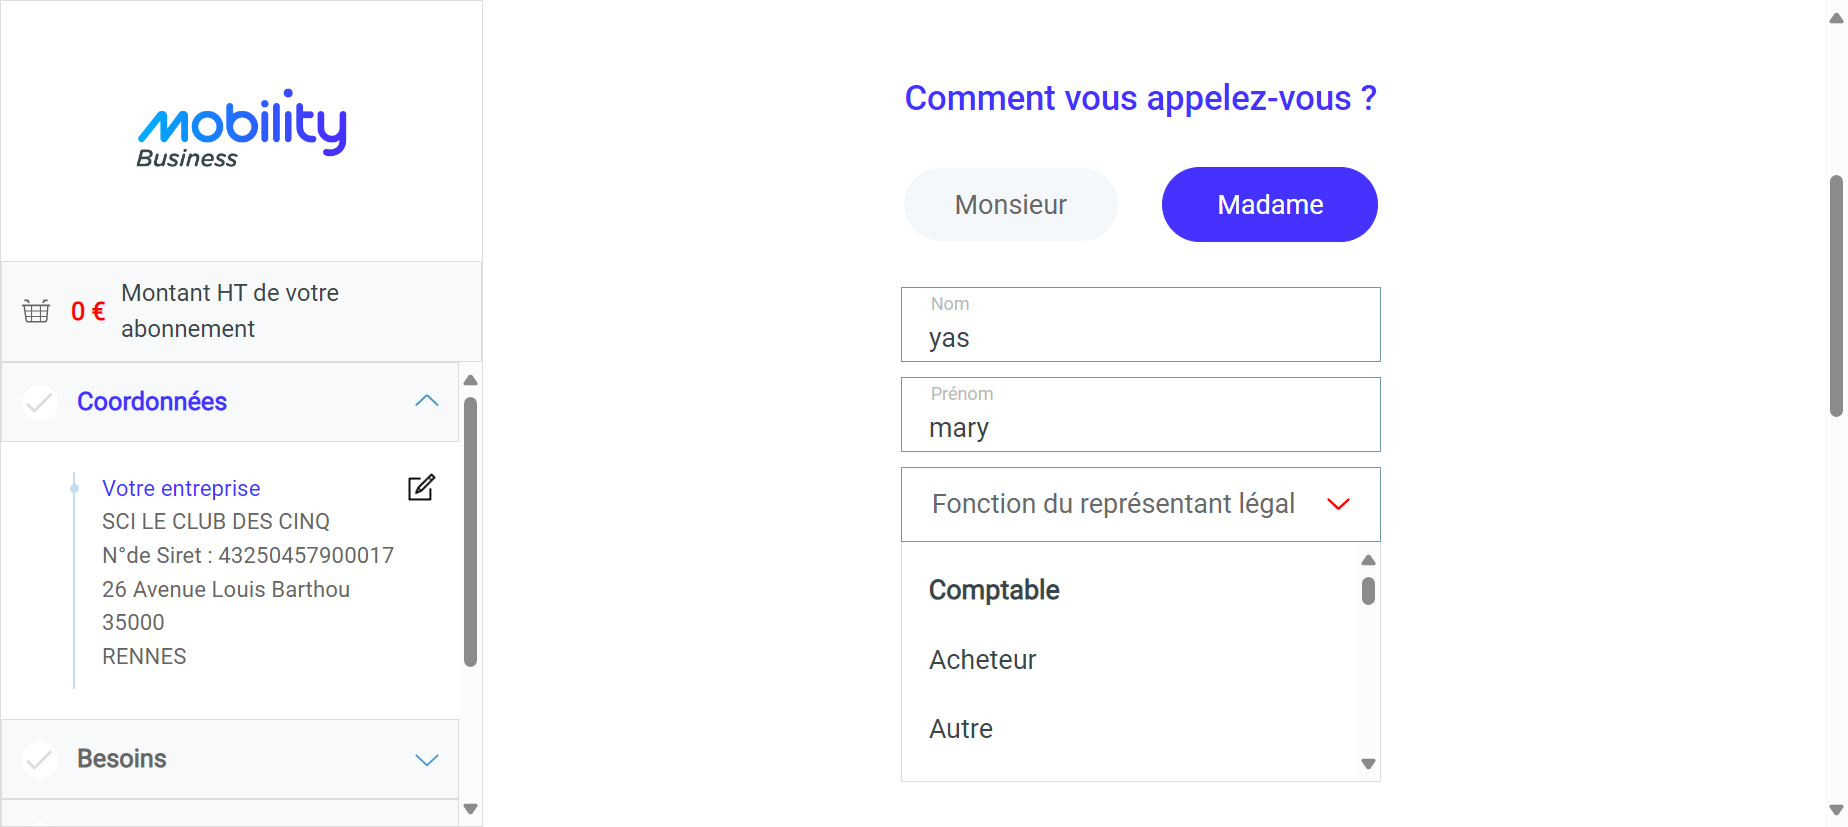 mobility
Business
0 €
Montant HT de votre
abonnement
Coordonnées
Votre entreprise
SCI LE CLUB DES CINQ
N°de Siret : 43250457900017
26 Avenue Louis Barthou
35000
RENNES
Besoins
Comment vous appelez-vous ?
Monsieur
Madame
Nom
yas
Prénom
mary
Fonction du représentant légal
Comptable
Acheteur
Autre